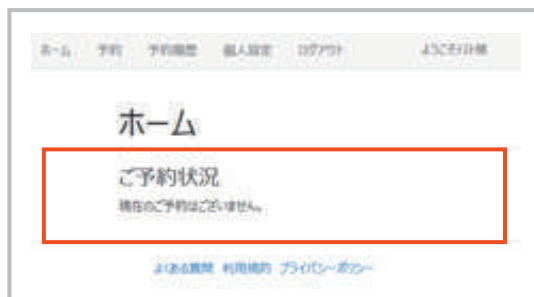 ホーム 予約 予約履歴 個人設定 ログアウト ようこそ
ホーム
ご予約状況
現在のご予約はございません。
よくある質問 利用規約 プライバシーポリシー